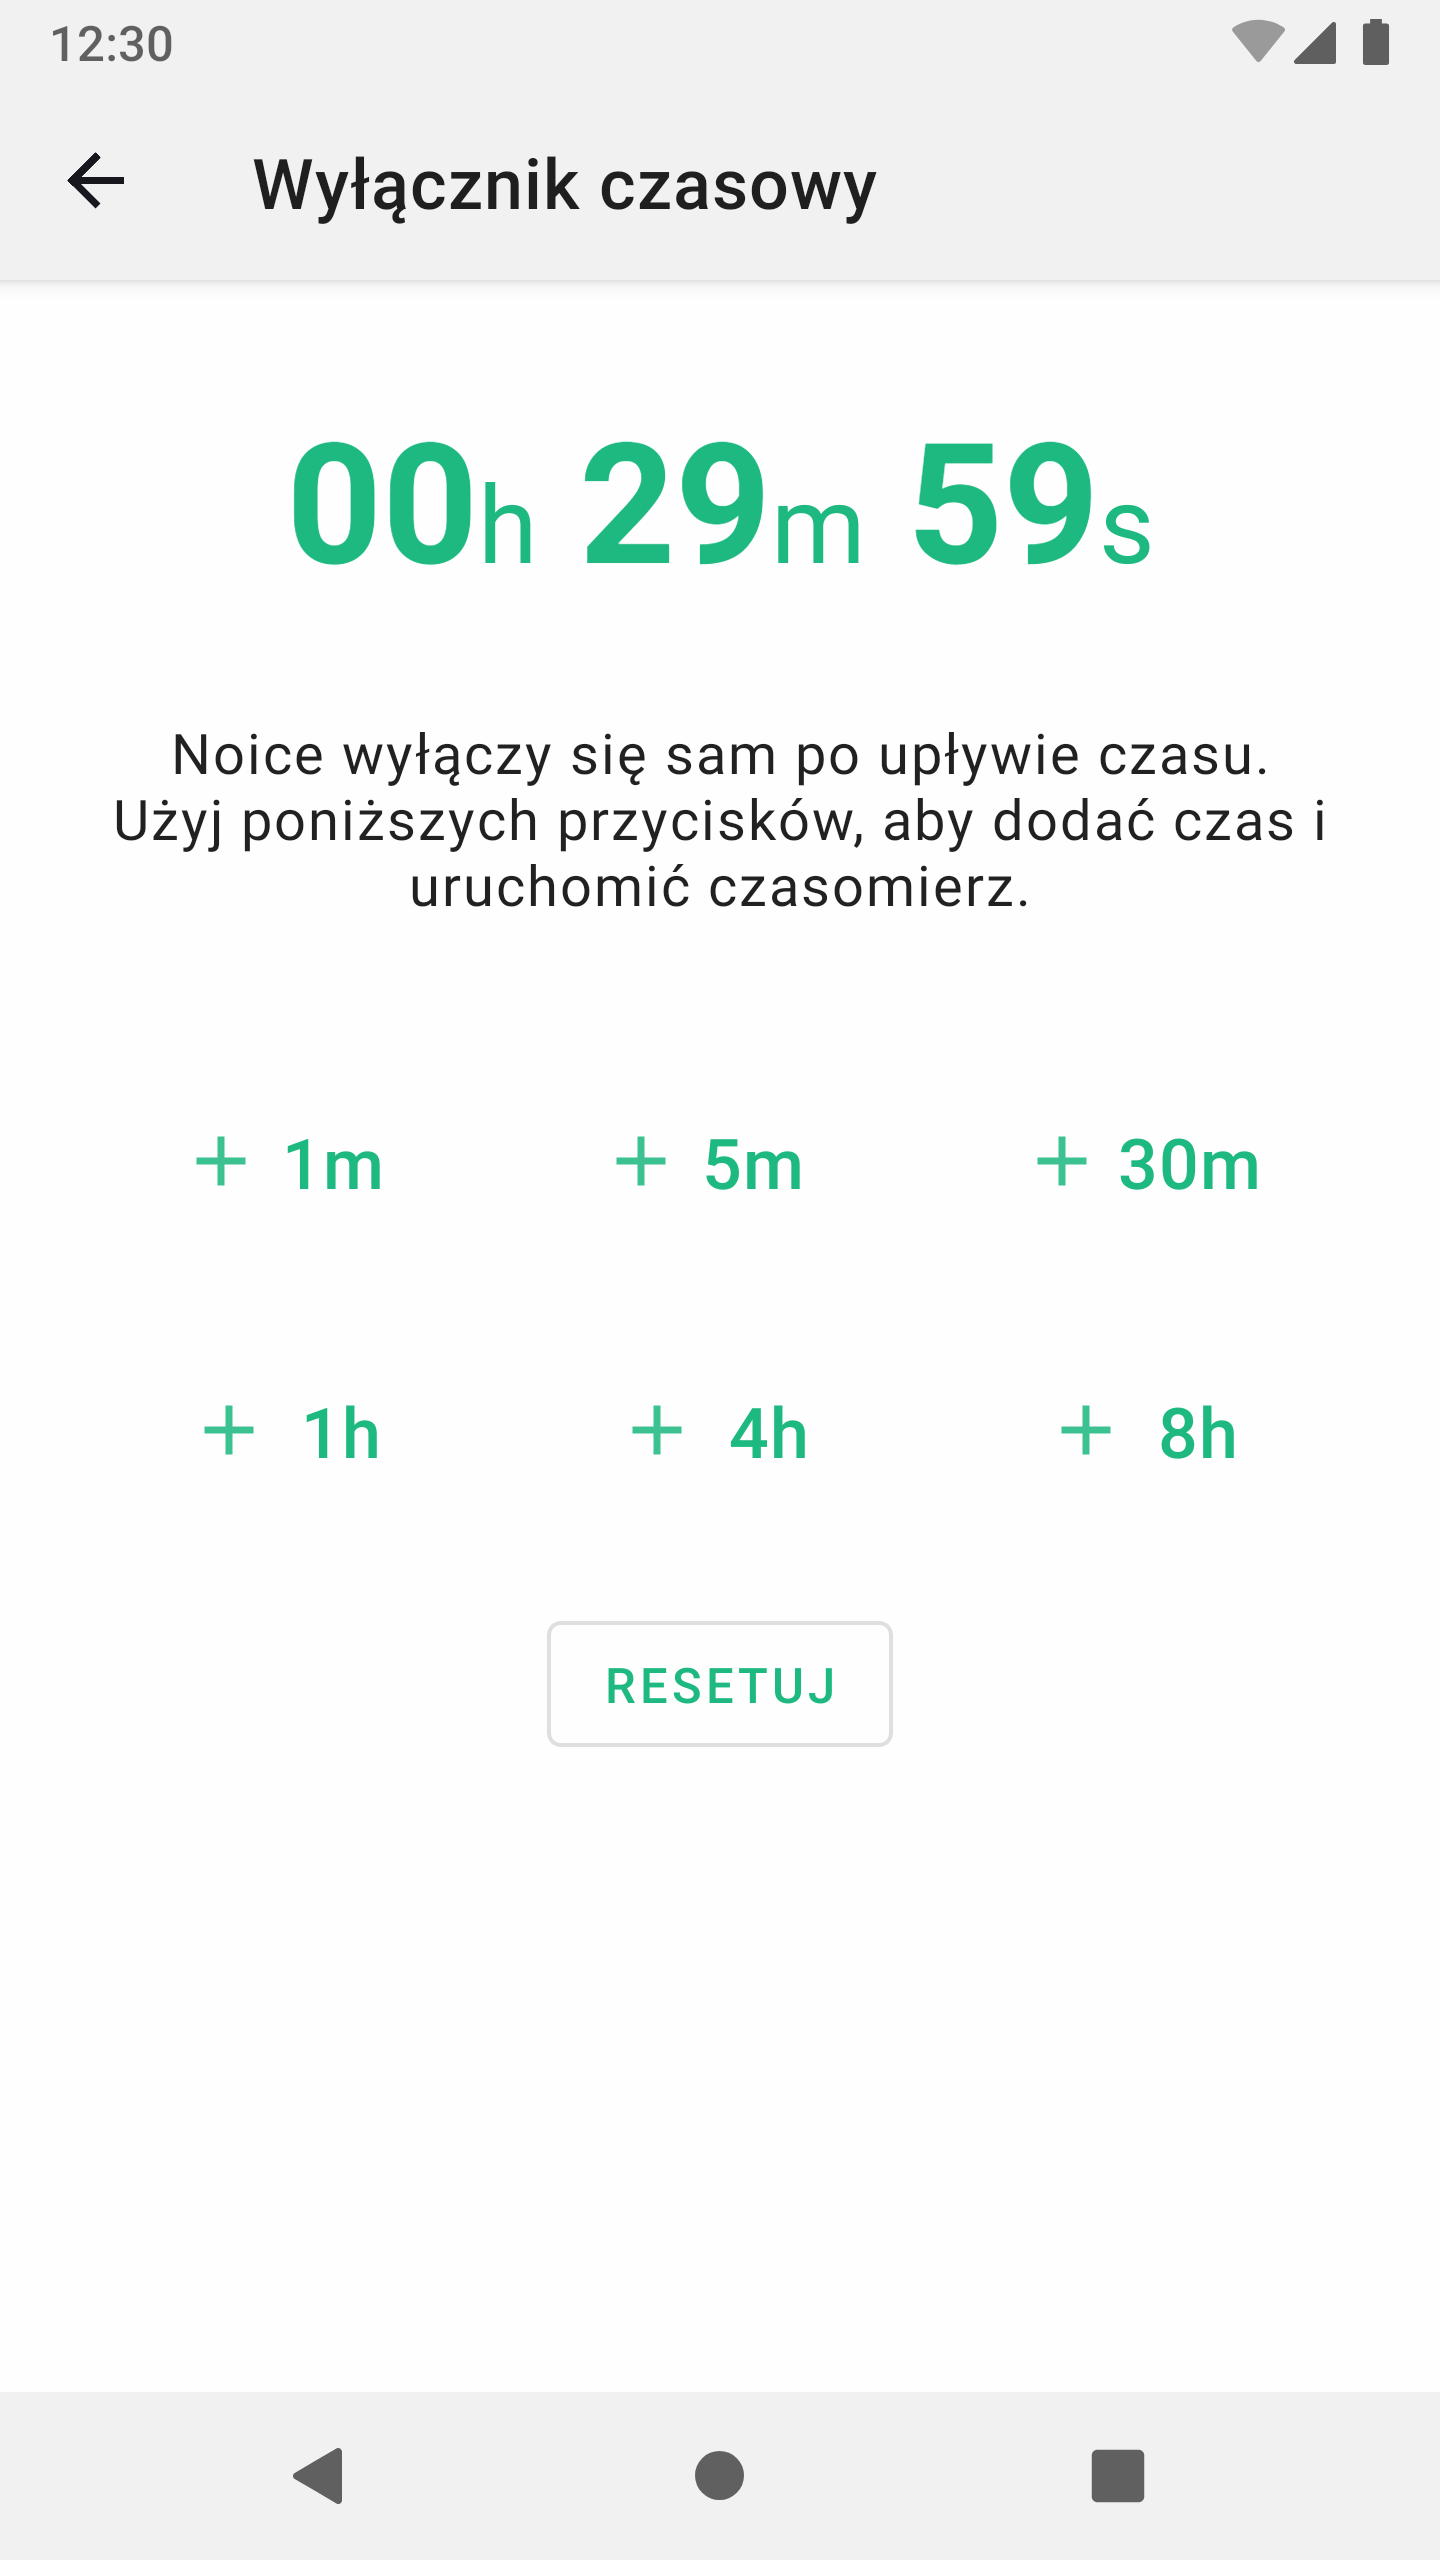 12:30
Wyłącznik czasowy
00h 29m 59s
Noice wyłączy się sam po upływie czasu.
Użyj poniższych przycisków, aby dodać czas i
uruchomić czasomierz.
+ 1m + 5m + 30m
+ 1h + 4h + 8h
RESETUJ